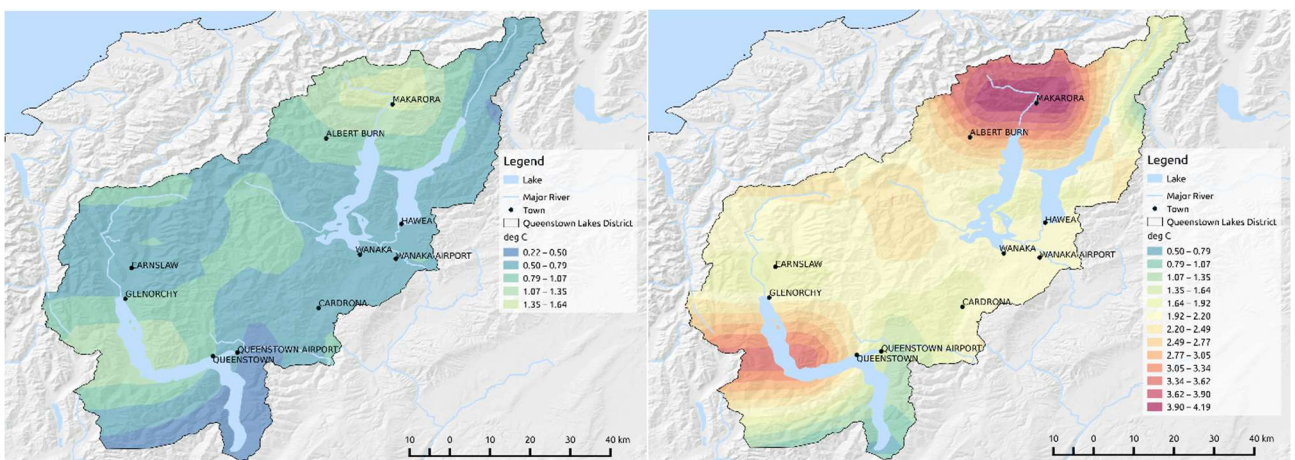 MAKARORA
ALBERT BURN
HAWEA
WANAKA
WANAKA AIRPORT
EARNSLAW
GLENORCHY
CARDRONA
QUEENSTOWN AIRPORT
QUEENSTOWN
Legend
Lake
Major River
Town
Queenstown Lakes District
deg C
0.22 – 0.50
0.50 – 0.79
0.79 – 1.07
1.07 – 1.35
1.35 – 1.64
10 0 10 20 30 40 km
MAKARORA
ALBERT BURN
HAWEA
WANAKA
WANAKA AIRPORT
EARNSLAW
GLENORCHY
CARDRONA
QUEENSTOWN AIRPORT
QUEENSTOWN
Legend
Lake
Major River
Town
Queenstown Lakes District
deg C
0.50 – 0.79
0.79 – 1.07
1.07 – 1.35
1.35 – 1.64
1.64 – 1.92
1.92 – 2.20
2.20 – 2.49
2.49 – 2.77
2.77 – 3.05
3.05 – 3.34
3.34 – 3.62
3.62 – 3.90
3.90 – 4.19
10 0 10 20 30 40 km